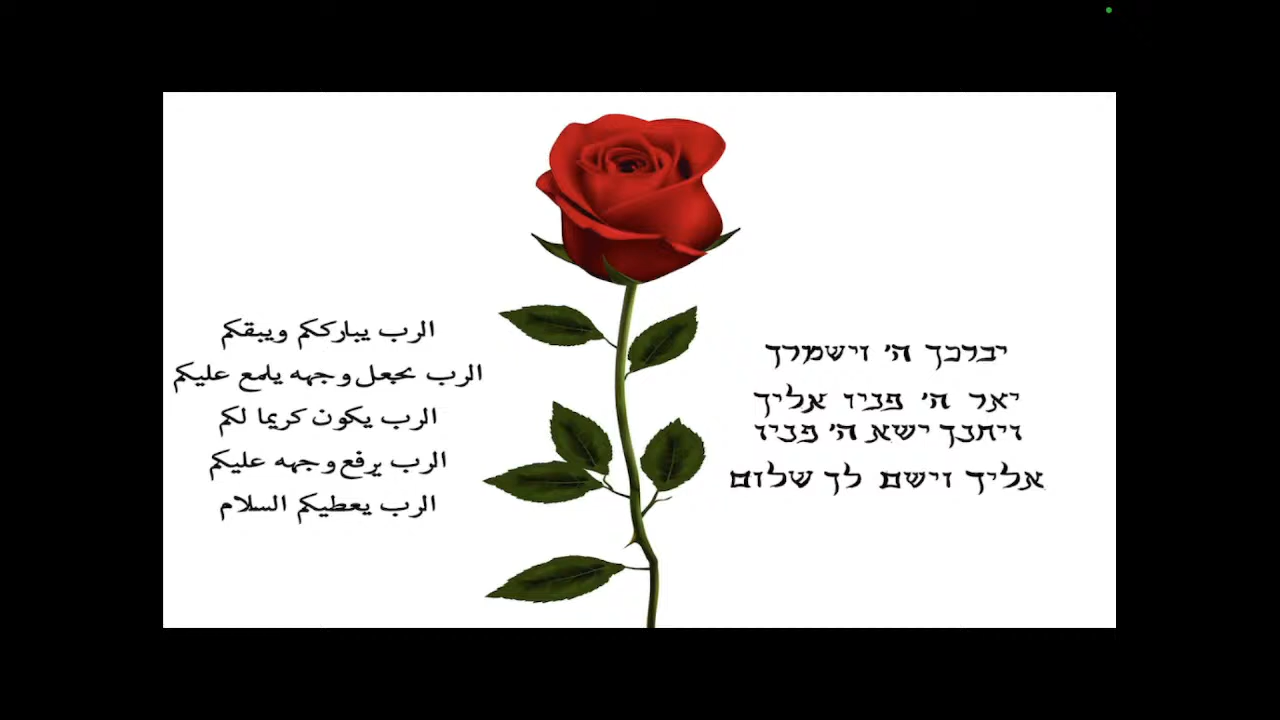 الرب يباركم ويبقكم
الرب يجعل وجهه يلمع عليكم
الرب يكون كريما لكم
الرب يرفع وجهه عليكم
الرب يعطيكم السلام
יברכך ה' וישמרך
יאר ה' פניו אליך
ויחנך ישא ה' פניו
אליך וישם לך שלום